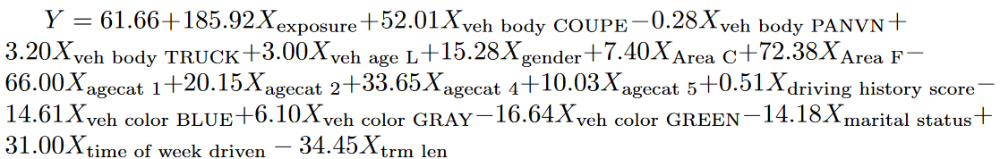 Y = 61.66+185.92X_exposure+52.01X_veh body COUPE−0.28X_veh body PANVN+
3.20X_veh body TRUCK+3.00X_veh age L+15.28X_gender+7.40X_Area C+72.38X_Area F−
66.00X_agecat 1+20.15X_agecat 2+33.65X_agecat 4+10.03X_agecat 5+0.51X_driving history score−
14.61X_veh color BLUE+6.10X_veh color GRAY−16.64X_veh color GREEN−14.18X_marital status+
31.00X_time of week driven − 34.45X_trm len